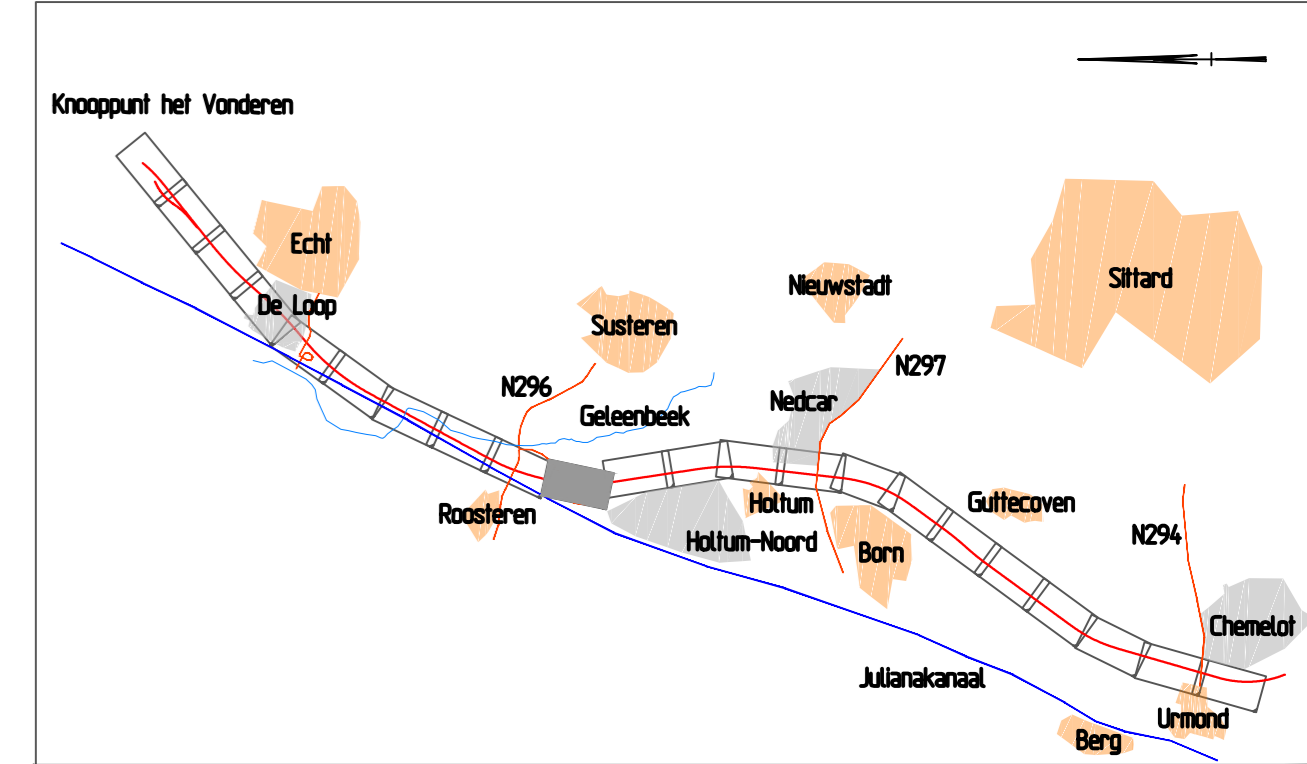 Knooppunt het Vonderen
Echt
De Loop
Susteren
Nieuwstadt
Sittard
N296
Geleenbeek
Nedcar
N297
Roosteren
Holtum
Holtum-Noord
Born
Guttecoven
N294
Chemelot
Julianakanaal
Urmond
Berg